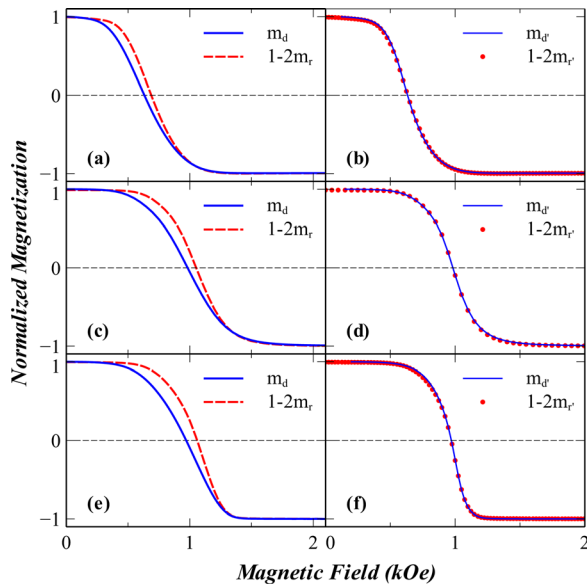 Normalized Magnetization
1
0
−1
m_d
1-2m_r
(a)
m_d'
1-2m_r'
(b)
1
0
−1
m_d
1-2m_r
(c)
m_d'
1-2m_r'
(d)
1
0
−1
m_d
1-2m_r
(e)
m_d'
1-2m_r'
(f)
0 1 2 0 1 2
Magnetic Field (kOe)